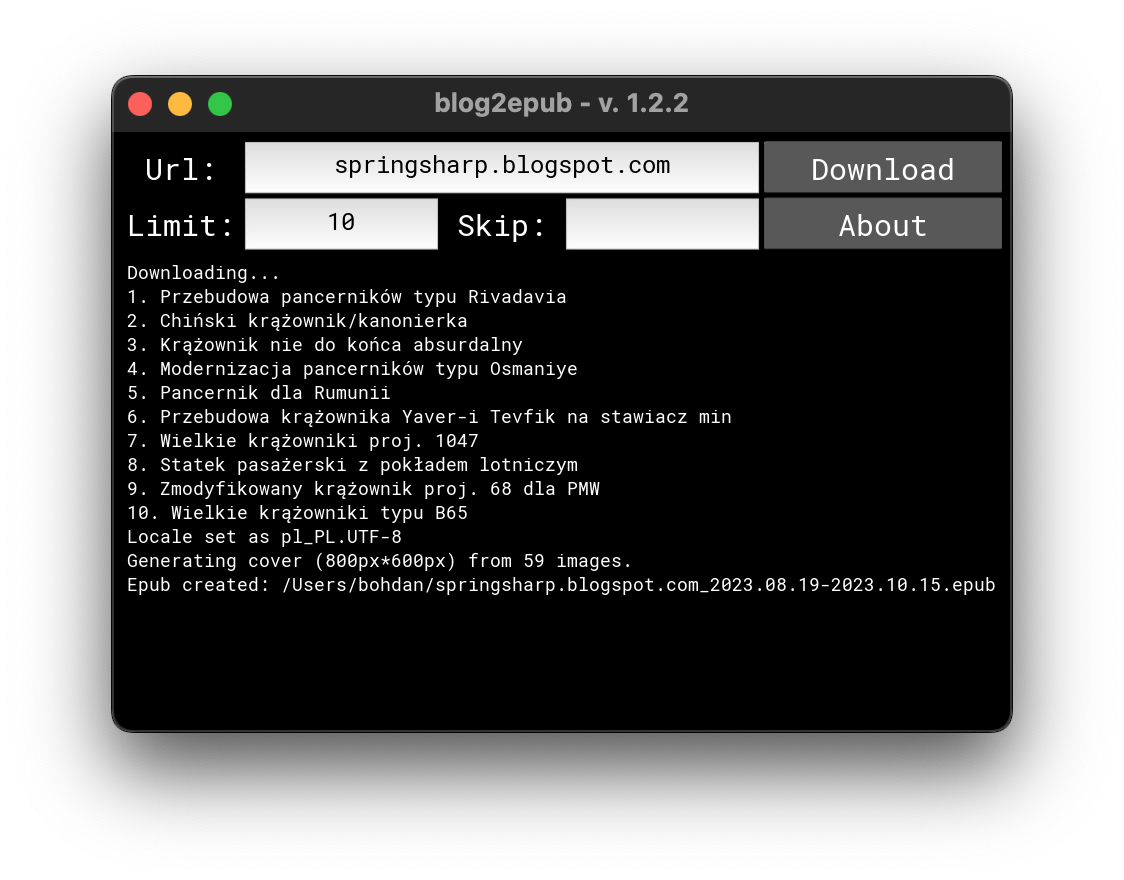 blog2epub - v. 1.2.2
Url: springsharp.blogspot.com Download
Limit: 10 Skip: About
Downloading...
1. Przebudowa pancerników typu Rivadavia
2. Chiński krążownik/kanonierka
3. Krążownik nie do końca absurdalny
4. Modernizacja pancerników typu Osmaniye
5. Pancernik dla Rumunii
6. Przebudowa krążownika Yaver-i Tevfik na stawiacz min
7. Wielkie krążowniki proj. 1047
8. Statek pasażerski z pokładem lotniczym
9. Zmodyfikowany krążownik proj. 68 dla PMW
10. Wielkie krążowniki typu B65
Locale set as pl_PL.UTF-8
Generating cover (800px*600px) from 59 images.
Epub created: /Users/bohdan/springsharp.blogspot.com_2023.08.19-2023.10.15.epub